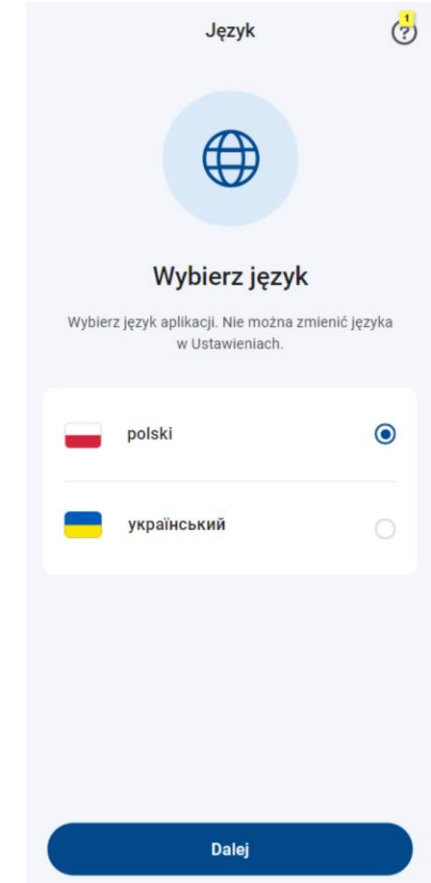 Język
1
?
Wybierz język
Wybierz język aplikacji. Nie można zmienić języka
w Ustawieniach.
polski
український
Dalej